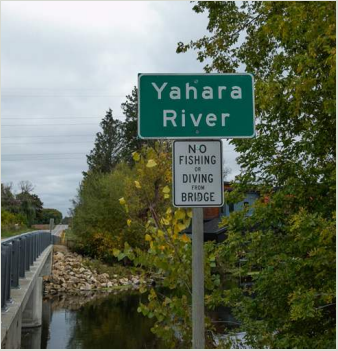 Yahara
River
NO
FISHING
OR
DIVING
FROM
BRIDGE